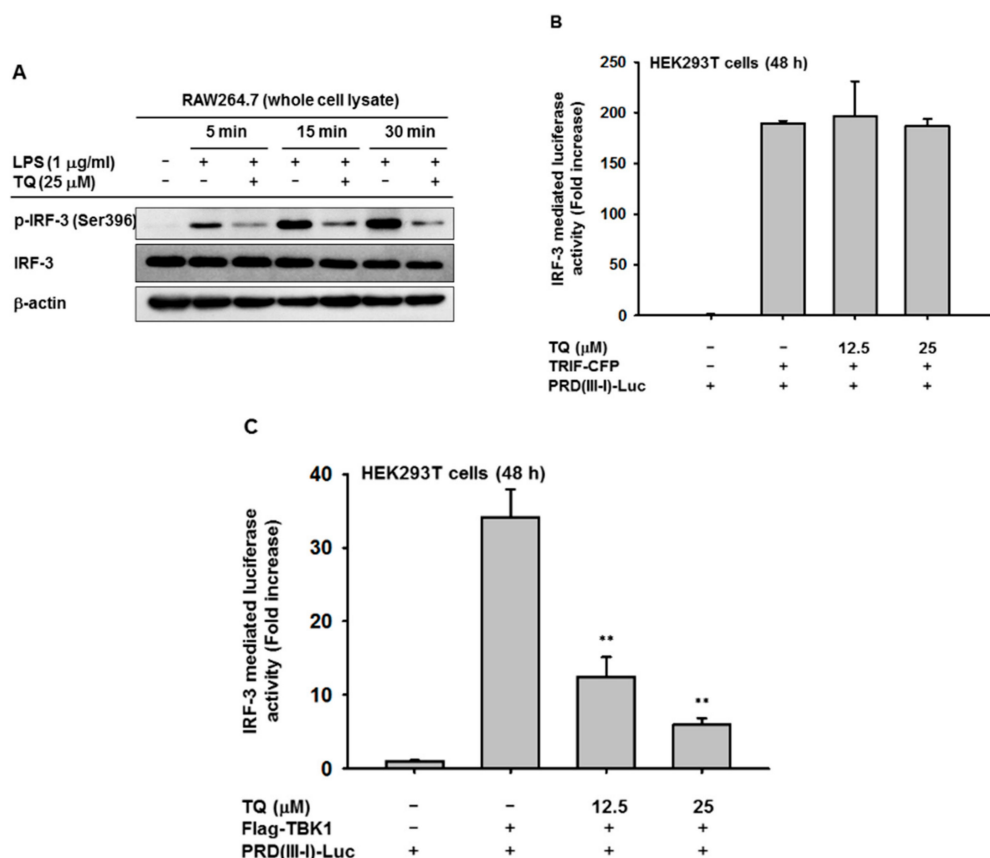 A
RAW264.7 (whole cell lysate)
5 min 15 min 30 min
LPS (1 μg/ml) – + + + + + +
TQ (25 μM) – – + – + – +
p-IRF-3 (Ser396)
IRF-3
β-actin
B
HEK293T cells (48 h)
IRF-3 mediated luciferase
activity (Fold increase)
250
200
150
100
50
0
TQ (μM) – – 12.5 25
TRIF-CFP – + + +
PRD(III-I)-Luc + + + +
C
HEK293T cells (48 h)
IRF-3 mediated luciferase
activity (Fold increase)
40
30
20
10
0
**
**
TQ (μM) – – 12.5 25
Flag-TBK1 – + + +
PRD(III-I)-Luc + + + +